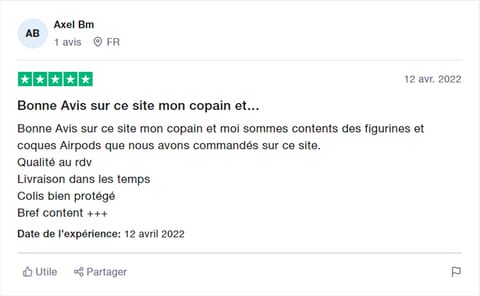 AB
Axel Bm
1 avis FR
12 avr. 2022
Bonne Avis sur ce site mon copain et…
Bonne Avis sur ce site mon copain et moi sommes contents des figurines et
coques Airpods que nous avons commandés sur ce site.
Qualité au rdv
Livraison dans les temps
Colis bien protégé
Bref content +++
Date de l'expérience: 12 avril 2022
Utile Partager